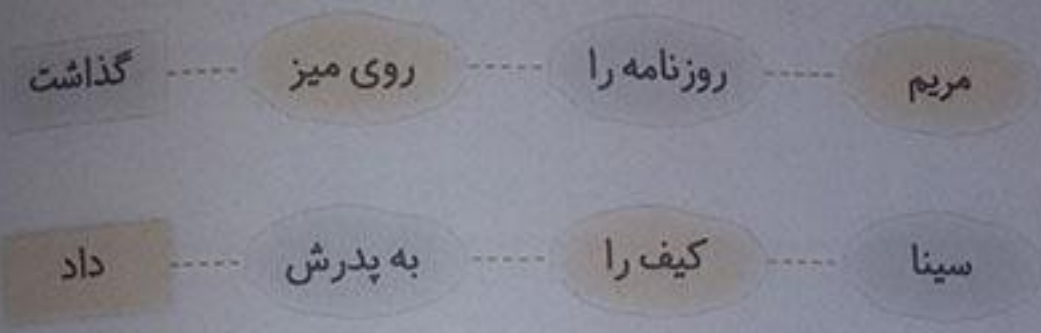 مریم روزنامه را روی میز گذاشت
سینا کیف را به پدرش داد